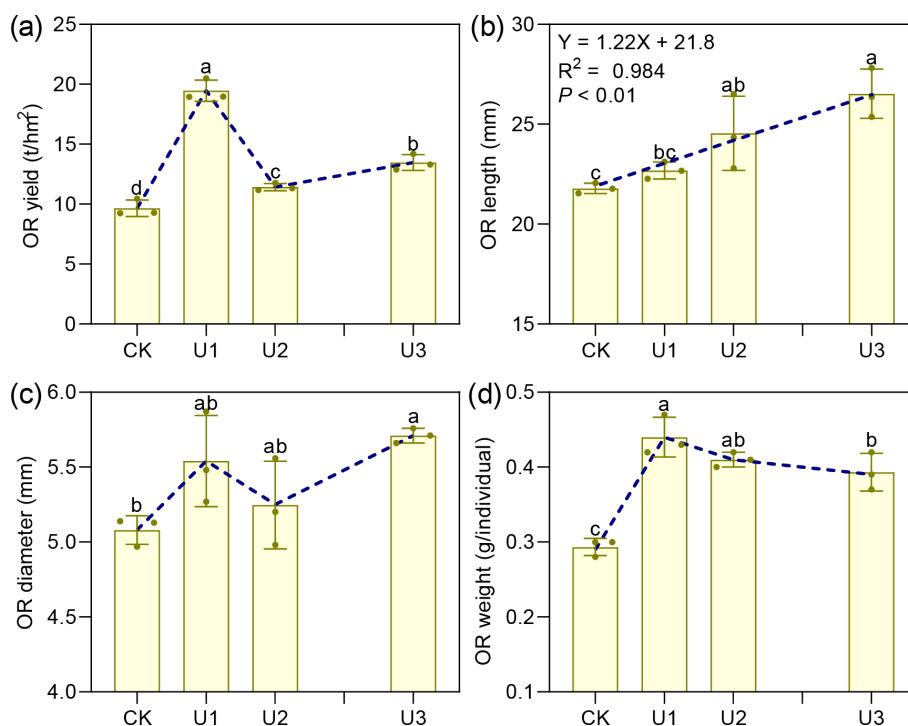 (a)
OR yield (t/hm²)
25
20
15
10
5
0
d
a
c
b
CK U1 U2 U3
(b)
OR length (mm)
30
25
20
15
Y = 1.22X + 21.8
R² = 0.984
P < 0.01
c
bc
ab
a
CK U1 U2 U3
(c)
OR diameter (mm)
6.0
5.5
5.0
4.5
4.0
b
ab
ab
a
CK U1 U2 U3
(d)
OR weight (g/individual)
0.5
0.4
0.3
0.2
0.1
c
a
ab
b
CK U1 U2 U3